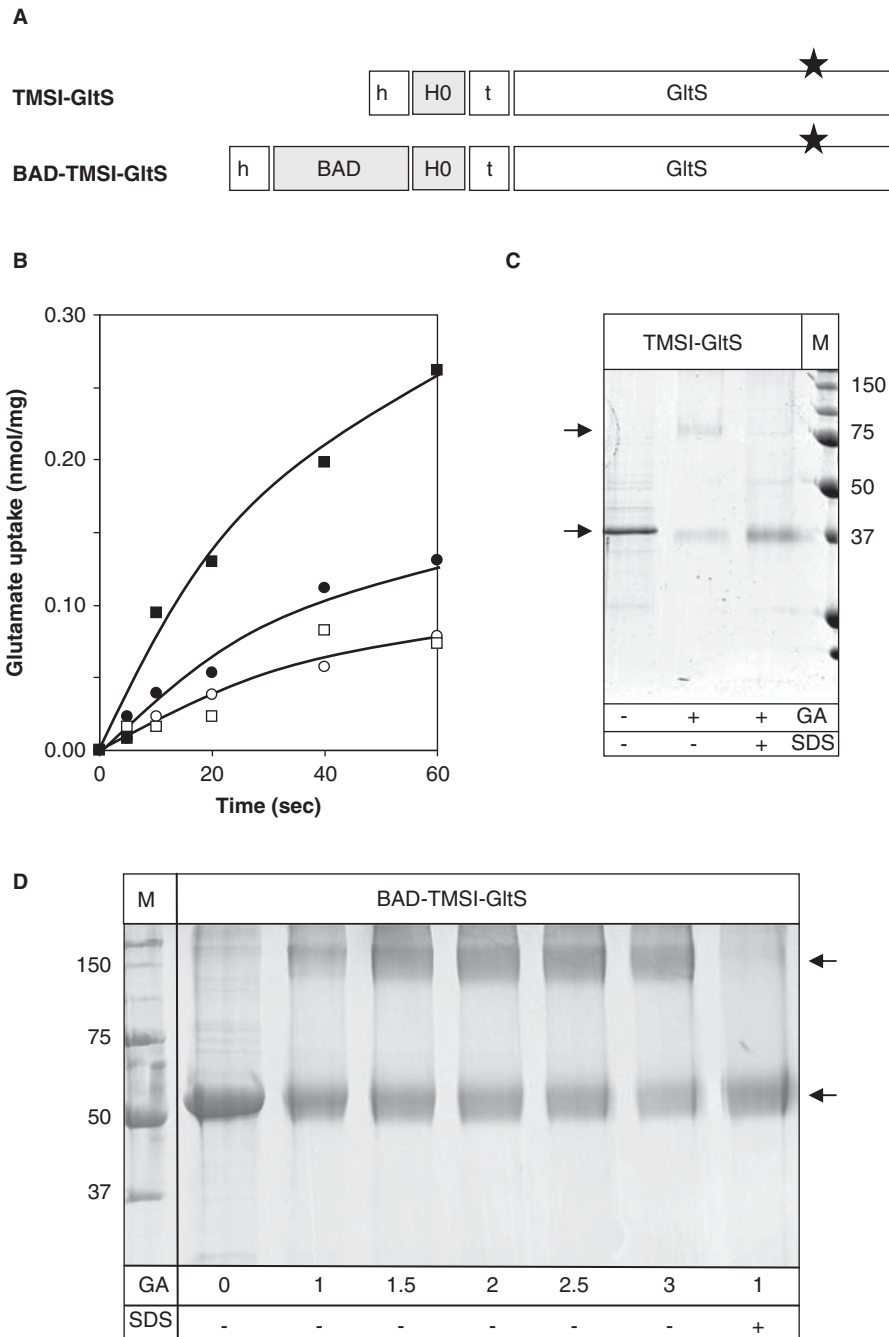 A
TMSI-GltS
h H0 t GltS
BAD-TMSI-GltS
h BAD H0 t GltS
B
Glutamate uptake (nmol/mg)
0.30
0.20
0.10
0.00
0 20 40 60
Time (sec)
C
TMSI-GltS M
150
75
50
37
- + + GA
- - + SDS
D
M BAD-TMSI-GltS
150
75
50
37
GA 0 1 1.5 2 2.5 3 1
SDS - - - - - - +